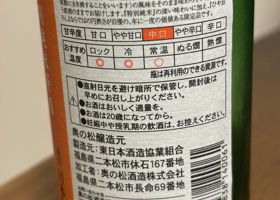 甘辛度 甘口 やや甘口 中口 やや辛口 辛口
おすすめ温度 ロック 冷 常温 ぬる燗 熱燗
◎ ◎ ○
瓶は再利用のできる資源です。
●直射日光を避け暗所で保管し、開封後は
早めにお召し上がりください。
●お酒はおいしく適量を。
●お酒は20歳になってから。
●妊娠中や授乳期の飲酒は、お控えください。
奥の松醸造元
製造元:東日本酒造協業組合
福島県二本松市休石167番地
加工者:奥の松酒造株式会社
福島県二本松市長命69番地